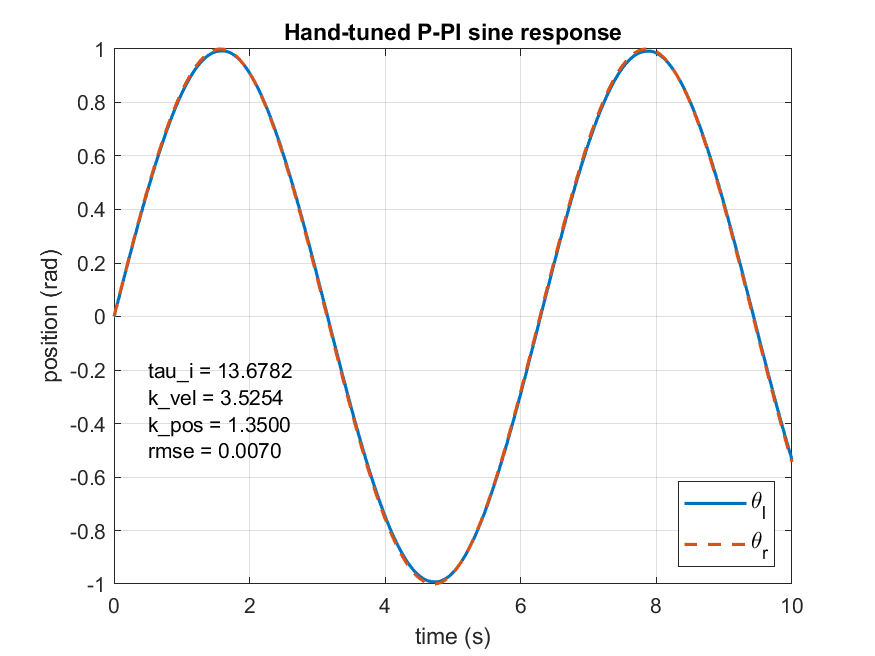 Hand-tuned P-PI sine response
position (rad)
1
0.8
0.6
0.4
0.2
0
-0.2
-0.4
-0.6
-0.8
-1
tau_i = 13.6782
k_vel = 3.5254
k_pos = 1.3500
rmse = 0.0070
θl
θr
0 2 4 6 8 10
time (s)